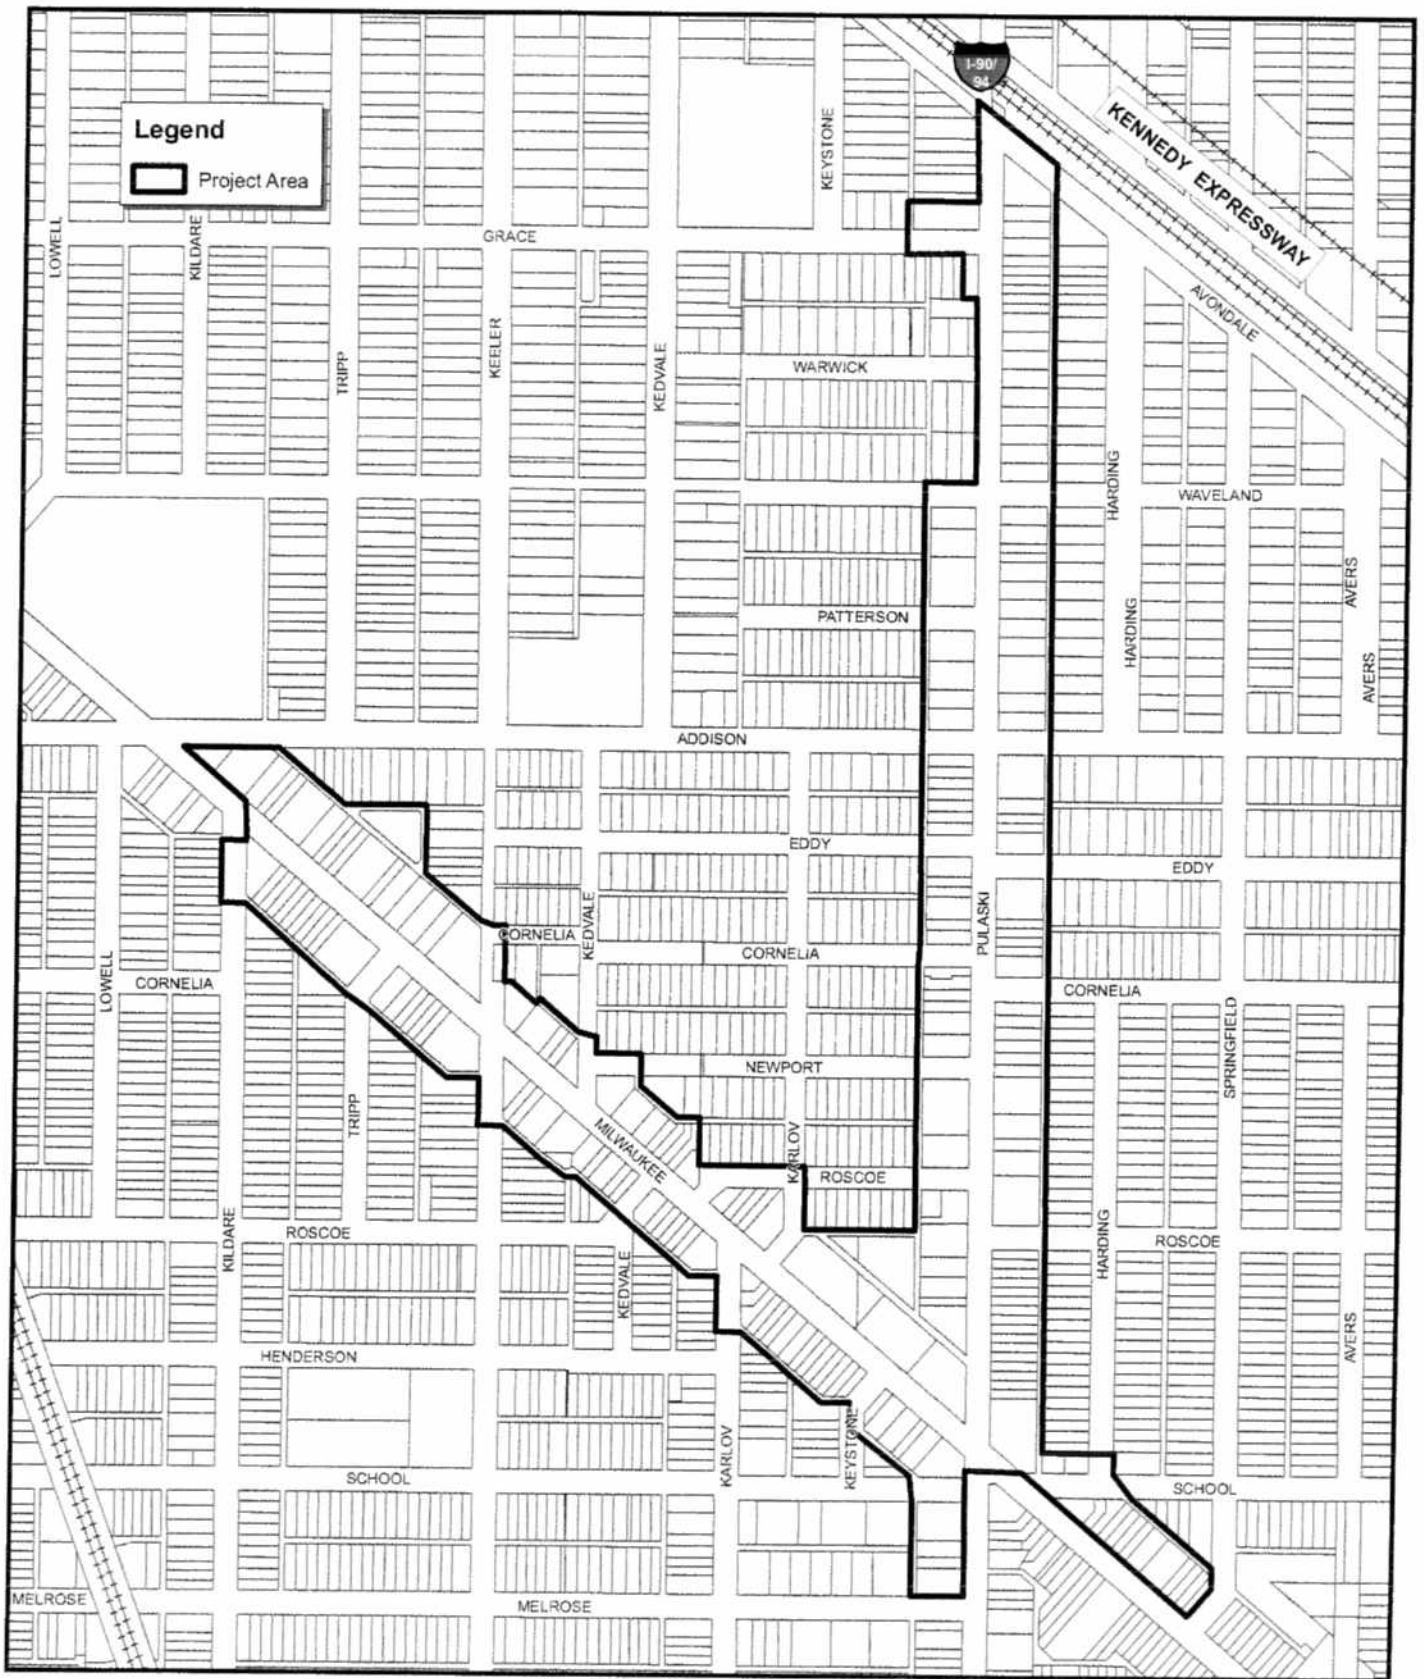 I-90/
94
KENNEDY EXPRESSWAY
Legend
Project Area
KEYSTONE
LOWELL
KILDARE
GRACE
AVONDALE
TRIPP
KEELER
KEDVALE
WARWICK
HARDING
WAVELAND
AVERS
PATTERSON
HARDING
AVERS
ADDISON
EDDY
EDDY
PULASKI
KEDVALE
CORNELIA
CORNELIA
LOWELL
CORNELIA
CORNELIA
SPRINGFIELD
NEWPORT
TRIPP
MILWAUKEE
KARLOV
ROSCOE
KILDARE
ROSCOE
HARDING
ROSCOE
KEDVALE
AVERS
HENDERSON
KARLOV
KEYSTONE
SCHOOL
SCHOOL
MELROSE
MELROSE